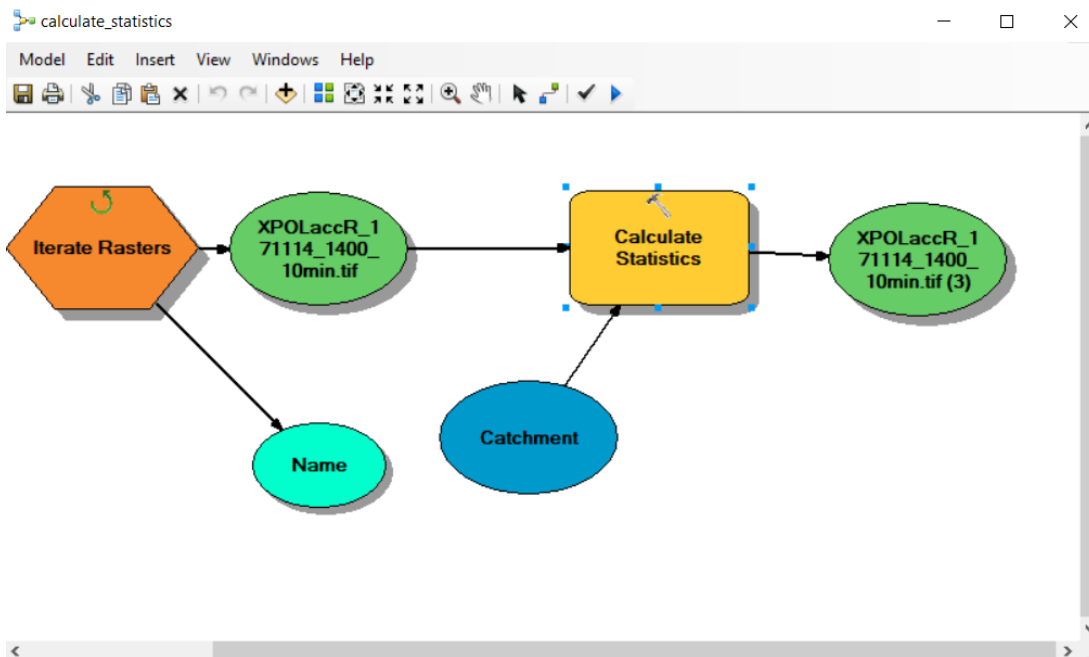 calculate_statistics
Model Edit Insert View Windows Help
Iterate Rasters
XPOLaccR_1
71114_1400_
10min.tif
Calculate
Statistics
XPOLaccR_1
71114_1400_
10min.tif (3)
Catchment
Name